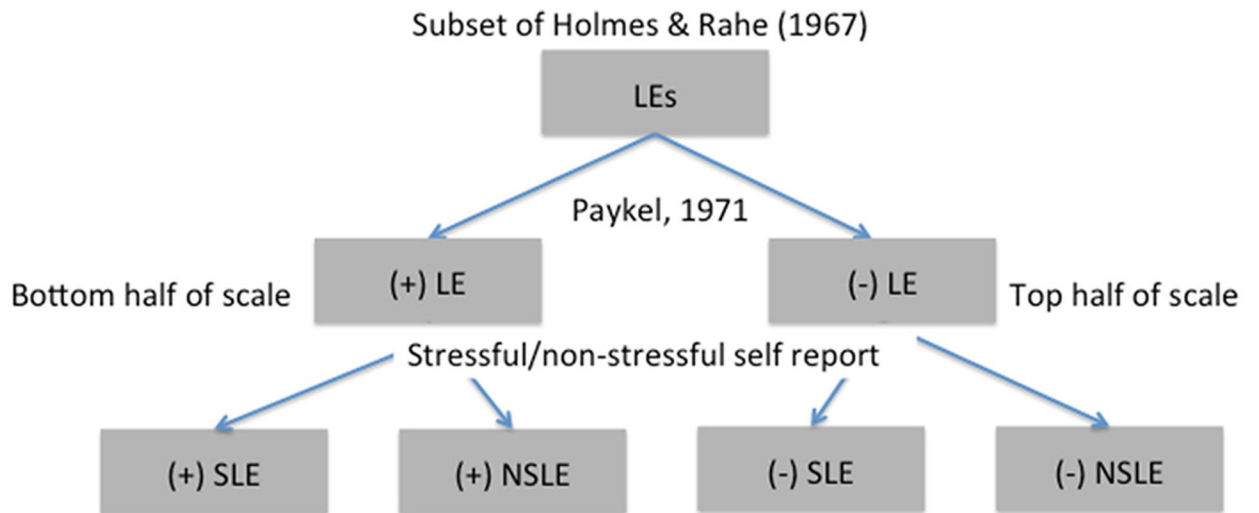 Subset of Holmes & Rahe (1967)
LEs
Paykel, 1971
(+) LE
(-) LE
Bottom half of scale
Top half of scale
Stressful/non-stressful self report
(+) SLE
(+) NSLE
(-) SLE
(-) NSLE